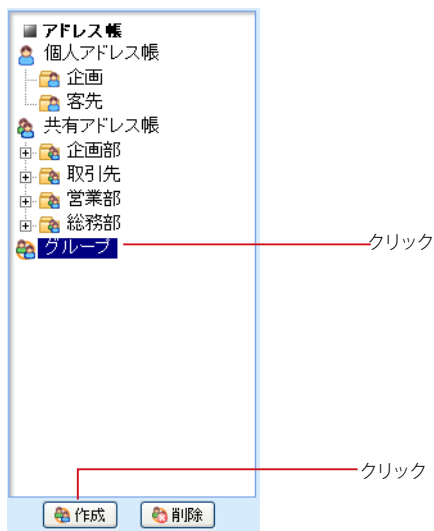 アドレス帳
個人アドレス帳
企画
客先
共有アドレス帳
企画部
取引先
営業部
総務部
グループ
クリック
クリック
作成
削除